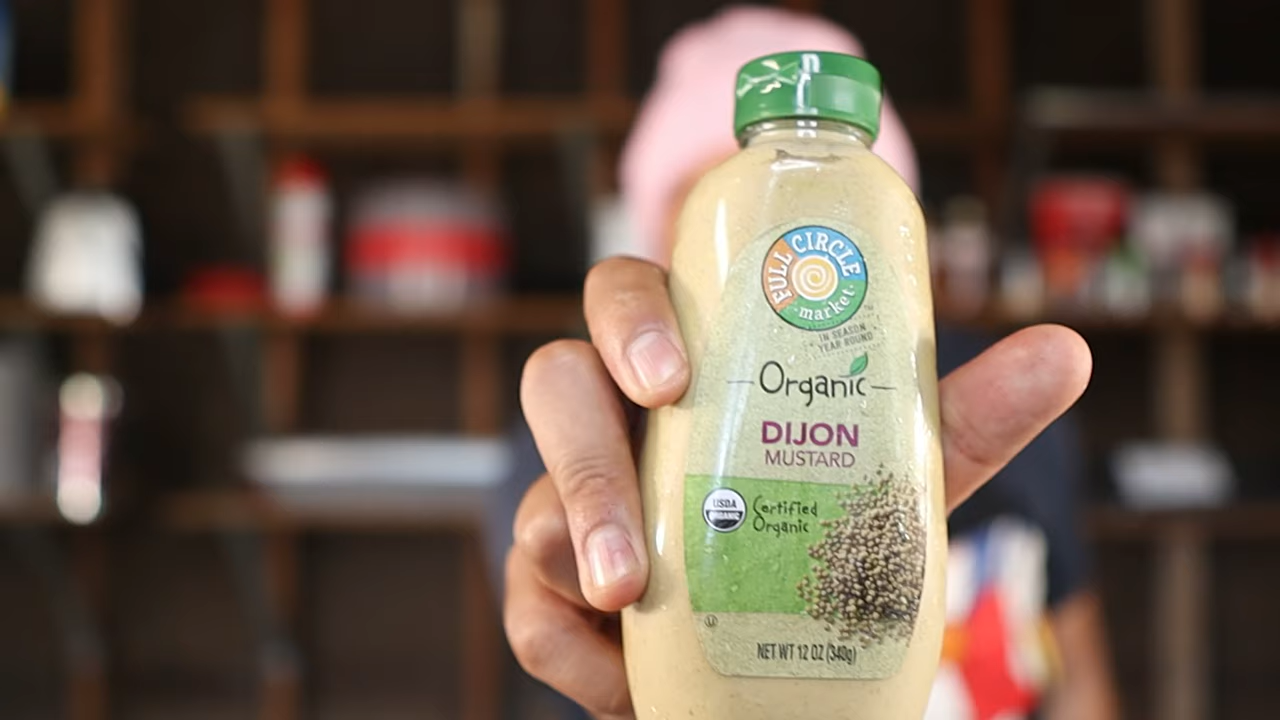 FULL CIRCLE
market
IN SEASON
YEAR ROUND
Organic
DIJON
MUSTARD
USDA
ORGANIC
Certified
Organic
NET WT 12 OZ (340g)